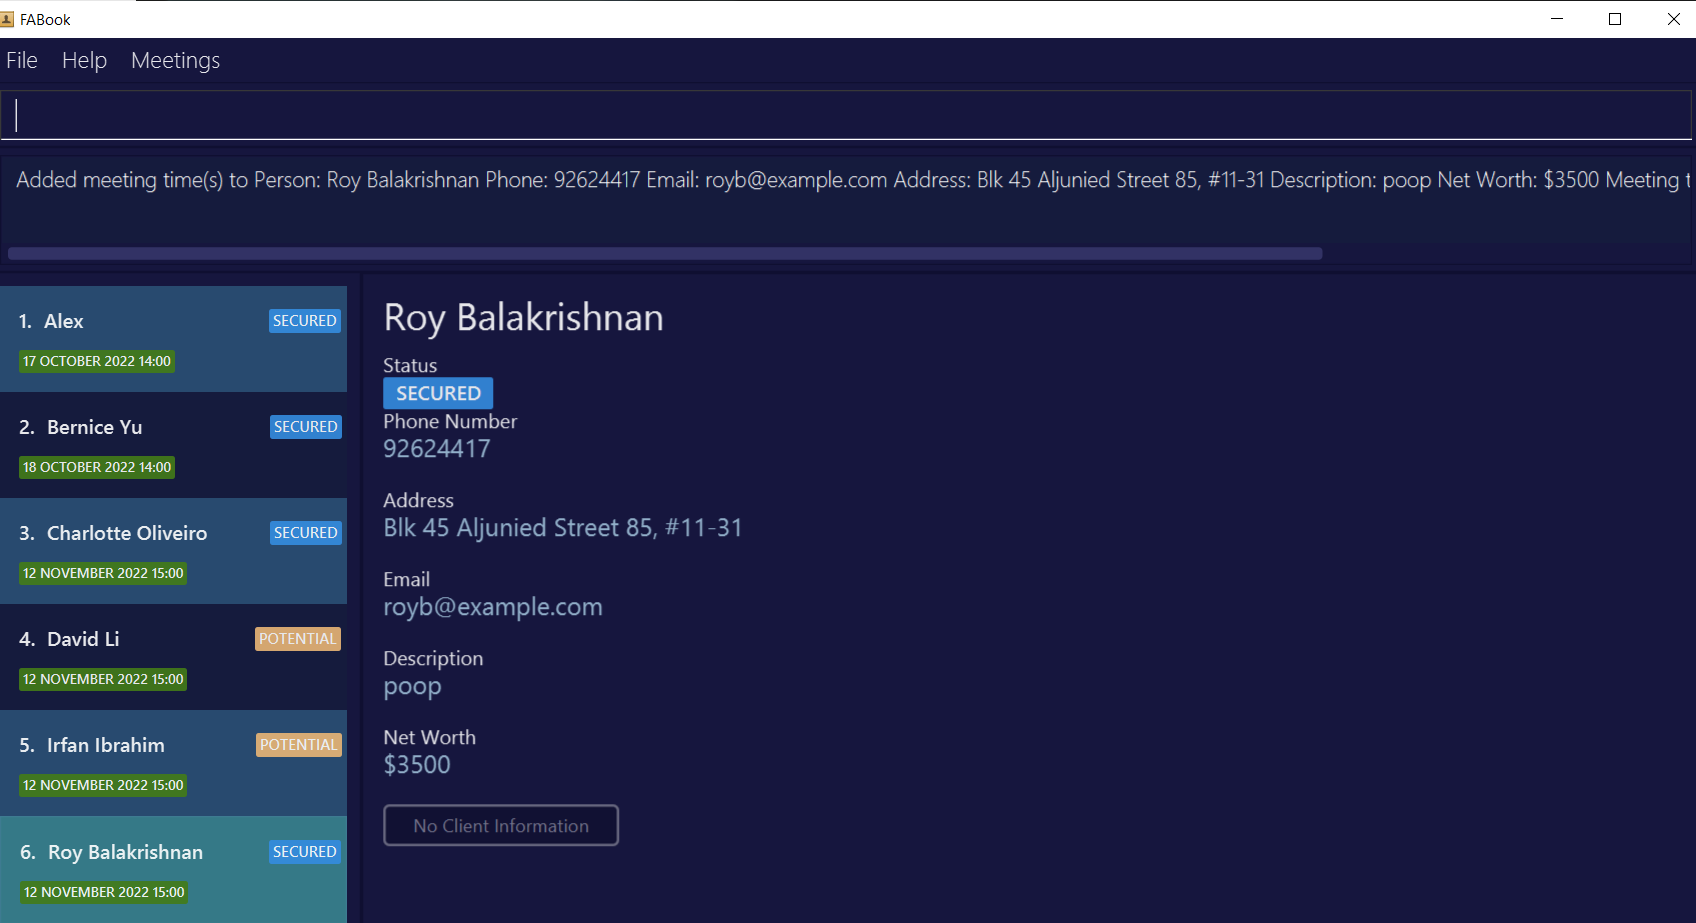 FABook
File Help Meetings
Added meeting time(s) to Person: Roy Balakrishnan Phone: 92624417 Email: royb@example.com Address: Blk 45 Aljunied Street 85, #11-31 Description: poop Net Worth: $3500 Meeting t
1. Alex SECURED
17 OCTOBER 2022 14:00
2. Bernice Yu SECURED
18 OCTOBER 2022 14:00
3. Charlotte Oliveiro SECURED
12 NOVEMBER 2022 15:00
4. David Li POTENTIAL
12 NOVEMBER 2022 15:00
5. Irfan Ibrahim POTENTIAL
12 NOVEMBER 2022 15:00
6. Roy Balakrishnan SECURED
12 NOVEMBER 2022 15:00
Roy Balakrishnan
Status
SECURED
Phone Number
92624417
Address
Blk 45 Aljunied Street 85, #11-31
Email
royb@example.com
Description
poop
Net Worth
$3500
No Client Information